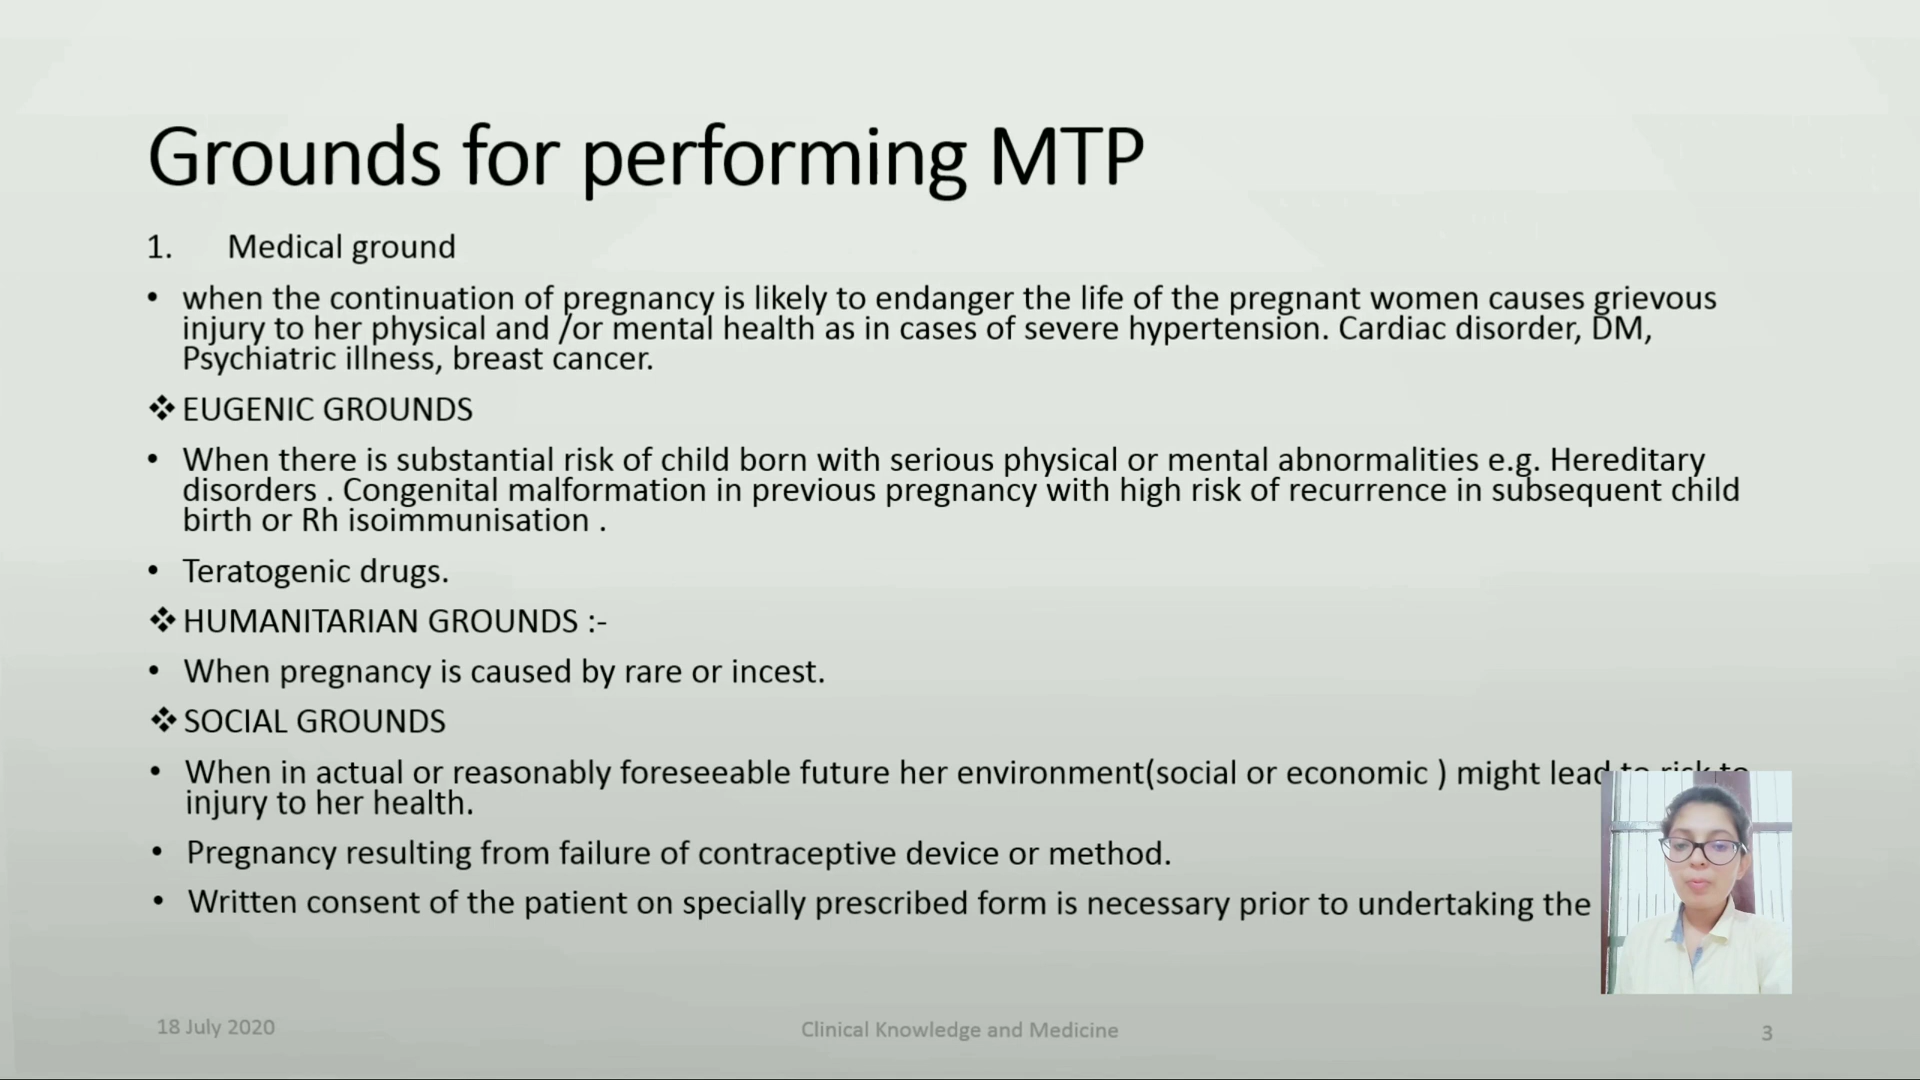 Grounds for performing MTP
1. Medical ground
• when the continuation of pregnancy is likely to endanger the life of the pregnant women causes grievous
injury to her physical and /or mental health as in cases of severe hypertension. Cardiac disorder, DM,
Psychiatric illness, breast cancer.
❖ EUGENIC GROUNDS
• When there is substantial risk of child born with serious physical or mental abnormalities e.g. Hereditary
disorders . Congenital malformation in previous pregnancy with high risk of recurrence in subsequent child
birth or Rh isoimmunisation .
• Teratogenic drugs.
❖ HUMANITARIAN GROUNDS :-
• When pregnancy is caused by rare or incest.
❖ SOCIAL GROUNDS
• When in actual or reasonably foreseeable future her environment(social or economic ) might lead to risk to
injury to her health.
• Pregnancy resulting from failure of contraceptive device or method.
• Written consent of the patient on specially prescribed form is necessary prior to undertaking the
18 July 2020
Clinical Knowledge and Medicine
3